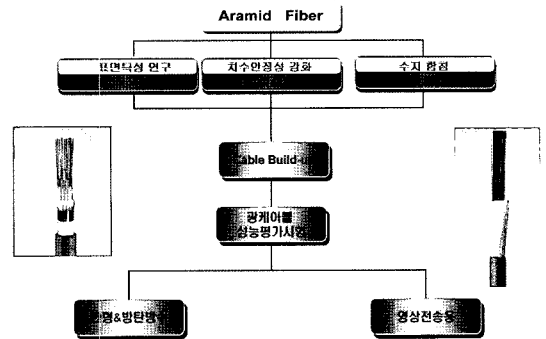 Aramid Fiber
표면특성 연구
치수안정성 강화
수지 함침
Cable Build-
광케이블
성능평가시험
영상전송용